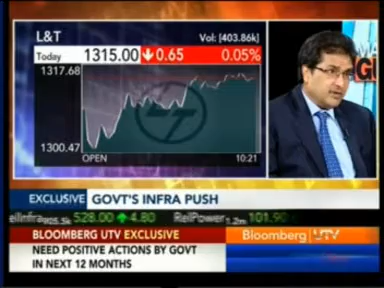 L&T
Vol: [403.86k]
Today 1315.00 0.65 0.05%
1317.68
1300.47
OPEN
10:21
EXCLUSIVE GOVT'S INFRA PUSH
528.00 4.80 RelPower 1.2m 101.90
BLOOMBERG UTV EXCLUSIVE
NEED POSITIVE ACTIONS BY GOVT
IN NEXT 12 MONTHS
Bloomberg UTV